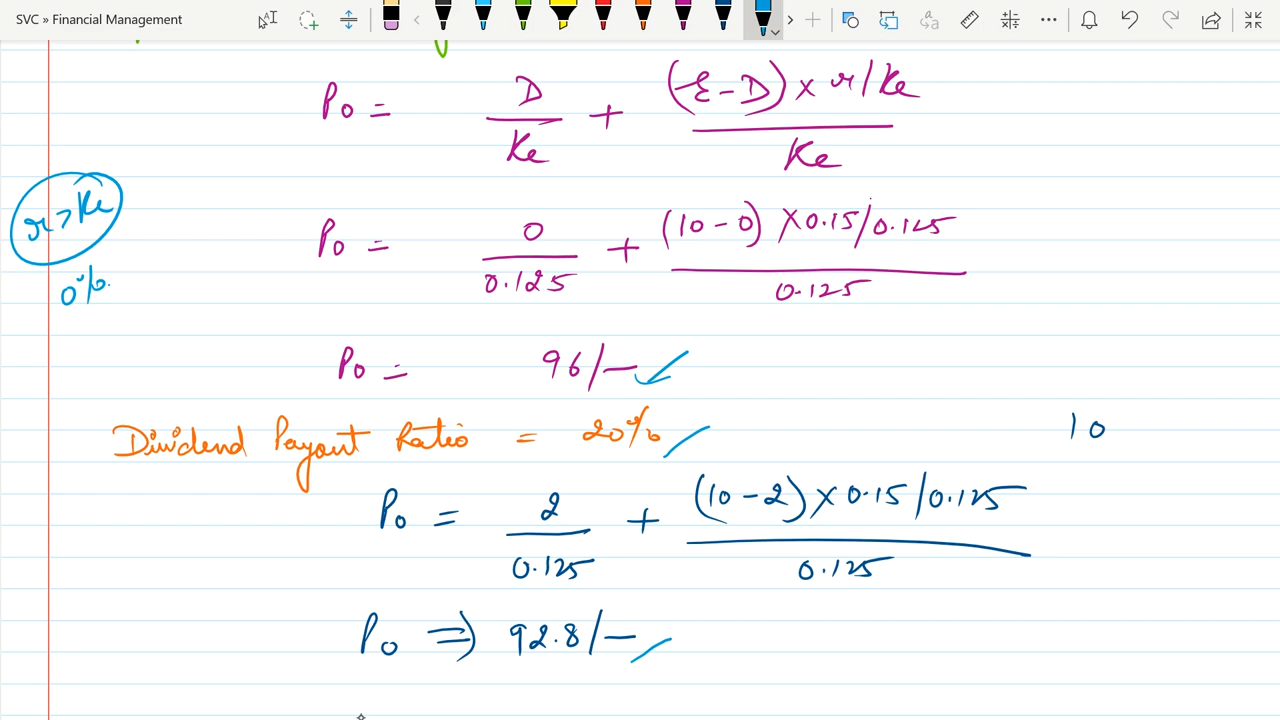 SVC » Financial Management
P0 = D/Ke + (E-D) × r/Ke / Ke
r > Ke
0%.
P0 = 0/0.125 + (10-0) × 0.15/0.125 / 0.125
P0 = 96/-
Dividend Payout Ratio = 20%
10
P0 = 2/0.125 + (10-2) × 0.15/0.125 / 0.125
P0 ⇒ 92.8/-